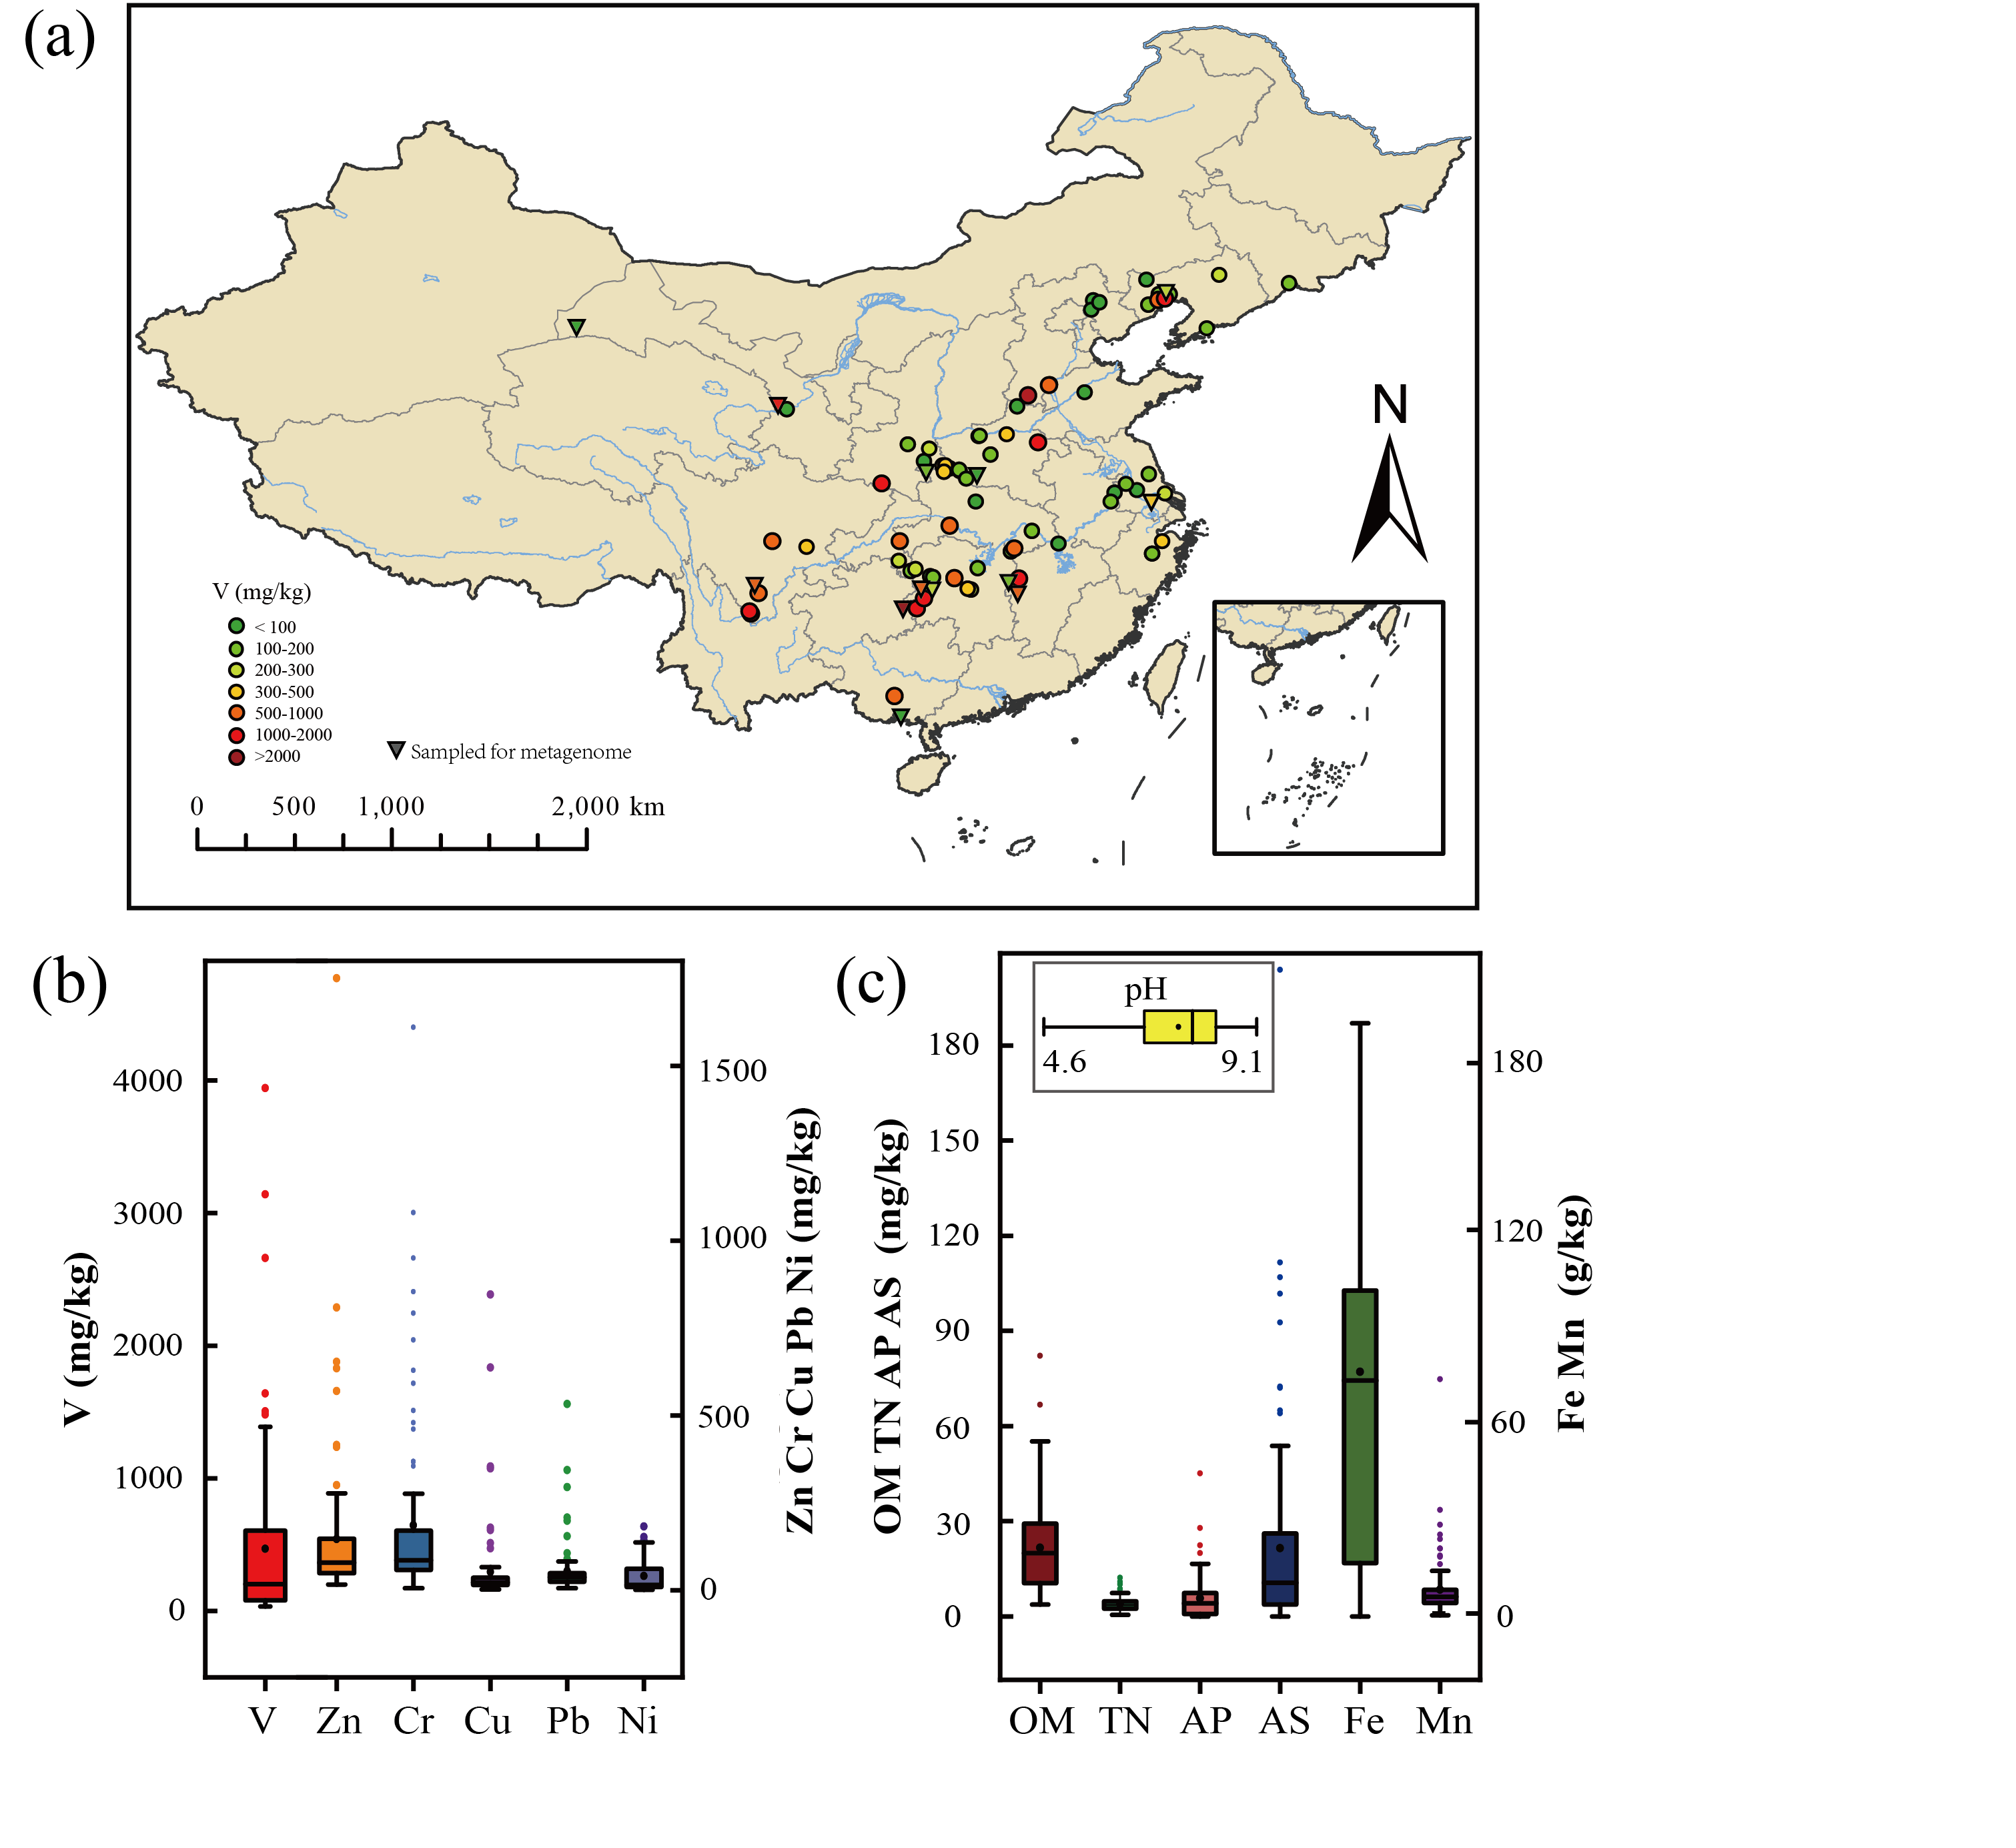 (a)
N
V (mg/kg)
< 100
100-200
200-300
300-500
500-1000
1000-2000
>2000
Sampled for metagenome
0 500 1,000 2,000 km
(b)
V (mg/kg)
4000
3000
2000
1000
0
1500
1000
500
0
Zn Cr Cu Pb Ni (mg/kg)
V Zn Cr Cu Pb Ni
(c)
OM TN AP AS (mg/kg)
180
150
120
90
60
30
0
pH
4.6 9.1
180
120
60
0
Fe Mn (g/kg)
OM TN AP AS Fe Mn